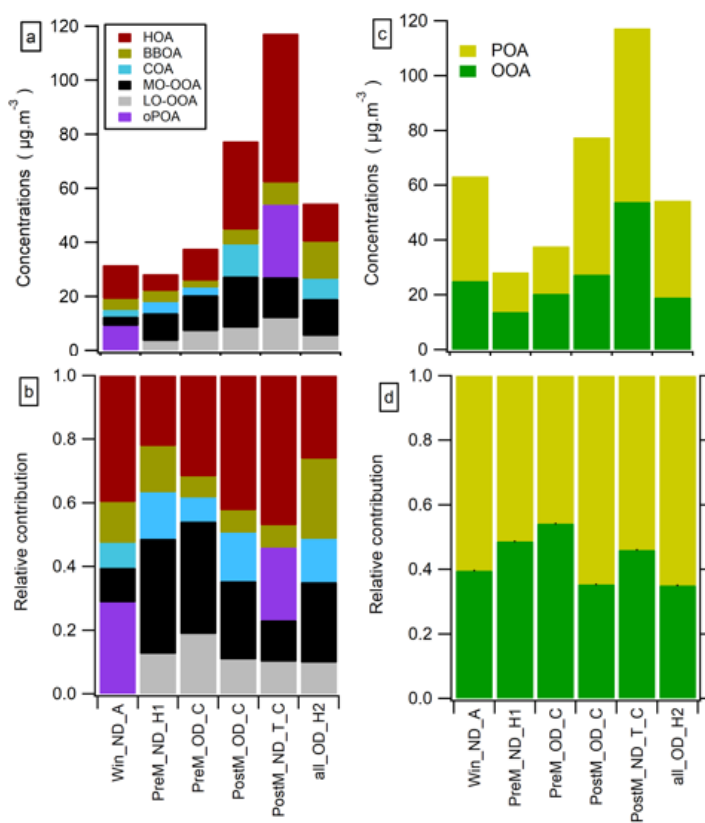 a
HOA
BBOA
COA
MO-OOA
LO-OOA
oPOA
120
100
80
60
40
20
0
Concentrations ( µg.m⁻³ )
c
POA
OOA
120
100
80
60
40
20
0
Concentrations ( µg.m⁻³ )
b
1.0
0.8
0.6
0.4
0.2
0.0
Relative contribution
Win_ND_A
PreM_ND_H1
PreM_OD_C
PostM_OD_C
PostM_ND_T_C
all_OD_H2
d
1.0
0.8
0.6
0.4
0.2
0.0
Relative contribution
Win_ND_A
PreM_ND_H1
PreM_OD_C
PostM_OD_C
PostM_ND_T_C
all_OD_H2